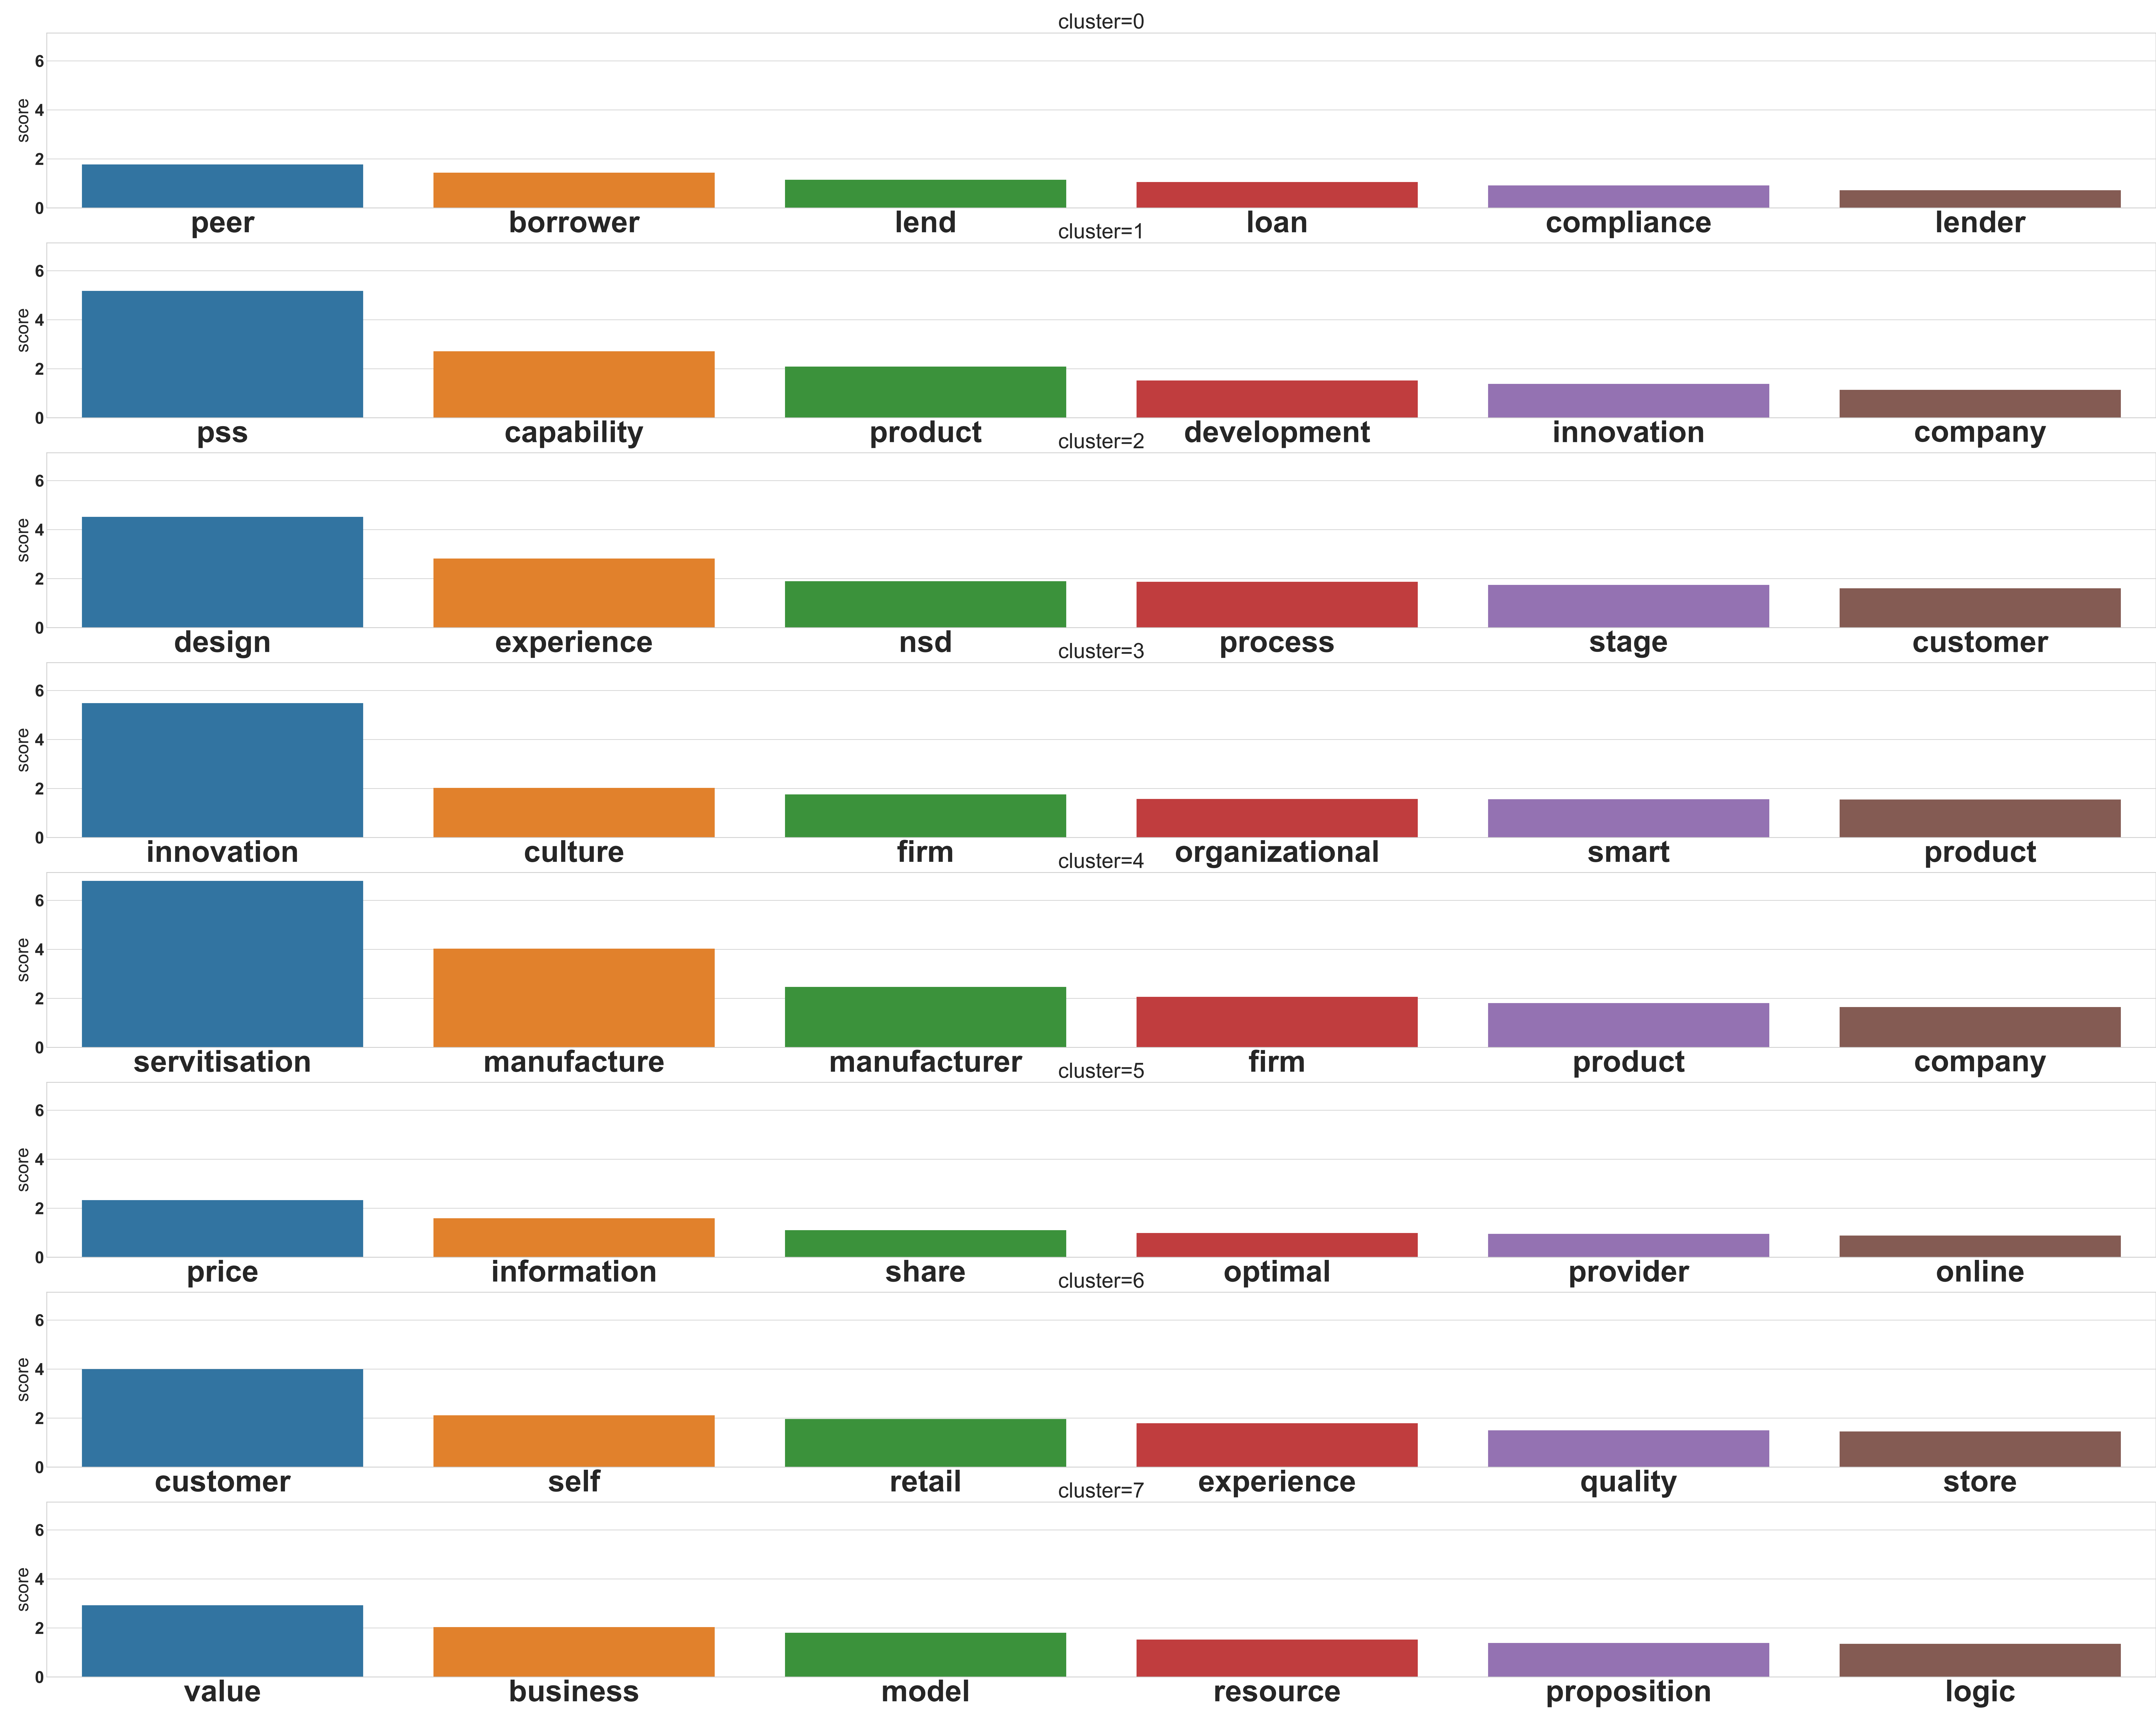 cluster=0
6
4
2
0
score
peer borrower lend loan compliance lender
cluster=1
6
4
2
0
score
pss capability product development innovation company
cluster=2
6
4
2
0
score
design experience nsd process stage customer
cluster=3
6
4
2
0
score
innovation culture firm organizational smart product
cluster=4
6
4
2
0
score
servitisation manufacture manufacturer firm product company
cluster=5
6
4
2
0
score
price information share optimal provider online
cluster=6
6
4
2
0
score
customer self retail experience quality store
cluster=7
6
4
2
0
score
value business model resource proposition logic